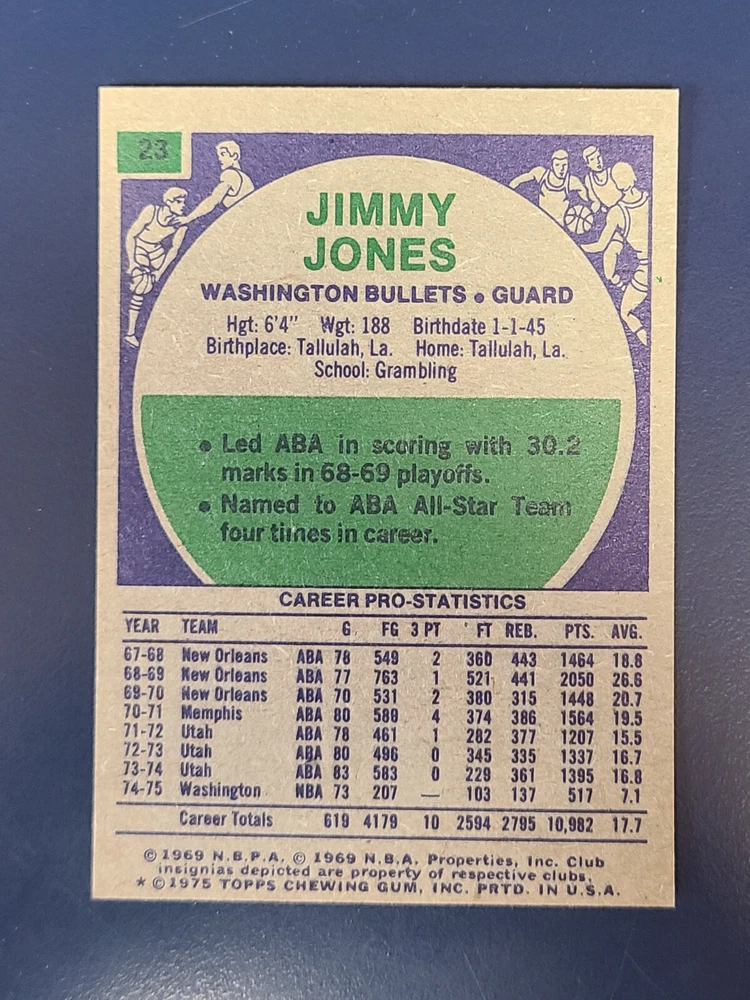 23
JIMMY
JONES
WASHINGTON BULLETS • GUARD
Hgt: 6'4" Wgt: 188 Birthdate 1-1-45
Birthplace: Tallulah, La. Home: Tallulah, La.
School: Grambling
• Led ABA in scoring with 30.2
marks in 68-69 playoffs.
• Named to ABA All-Star Team
four times in career.
CAREER PRO-STATISTICS
YEAR TEAM G FG 3 PT FT REB. PTS. AVG.
67-68 New Orleans ABA 78 549 2 360 443 1464 18.8
68-69 New Orleans ABA 77 763 1 521 441 2050 26.6
69-70 New Orleans ABA 70 531 2 380 315 1448 20.7
70-71 Memphis ABA 80 589 4 374 386 1564 19.5
71-72 Utah ABA 78 461 1 282 377 1207 15.5
72-73 Utah ABA 80 496 0 345 335 1337 16.7
73-74 Utah ABA 83 583 0 229 361 1395 16.8
74-75 Washington NBA 73 207 — 103 137 517 7.1
Career Totals 619 4179 10 2594 2795 10,982 17.7
© 1969 N.B.P.A. © 1969 N.B.A. Properties, Inc. Club
insignias depicted are property of respective clubs.
* © 1975 TOPPS CHEWING GUM, INC. PRTD. IN U.S.A.